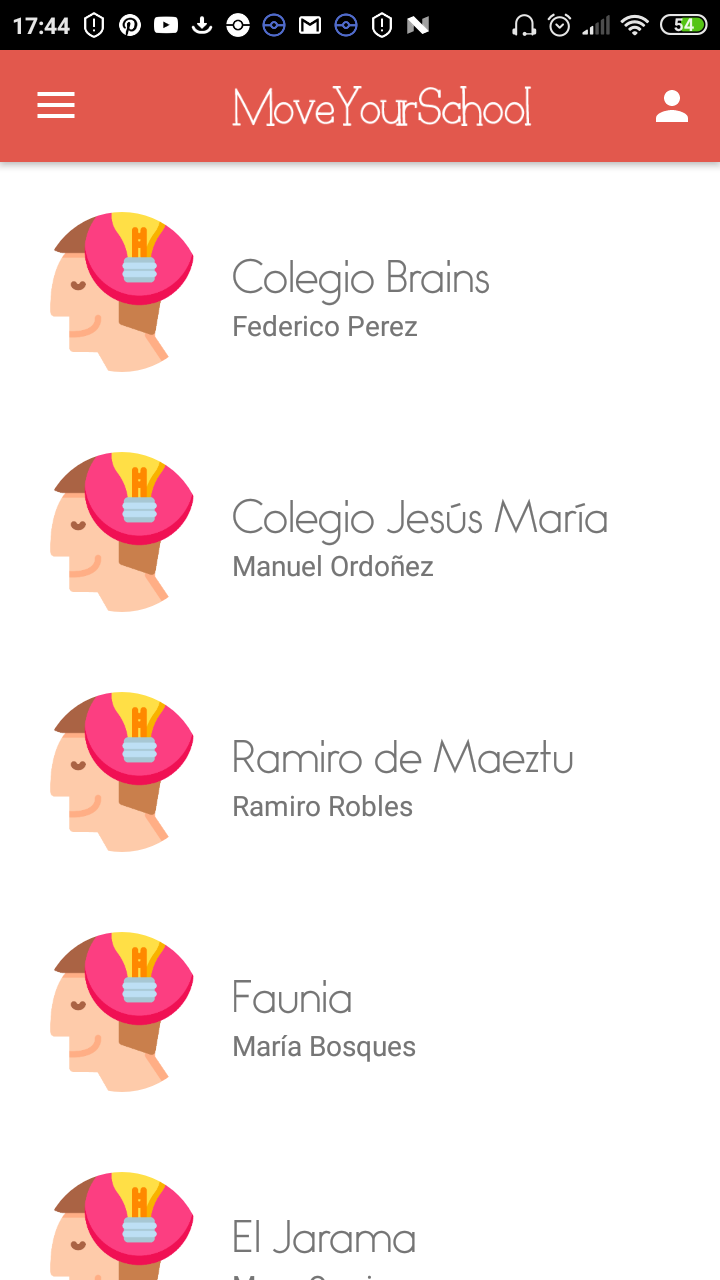 17:44
54
MoveYourSchool
Colegio Brains
Federico Perez
Colegio Jesús María
Manuel Ordoñez
Ramiro de Maeztu
Ramiro Robles
Faunia
María Bosques
El Jarama